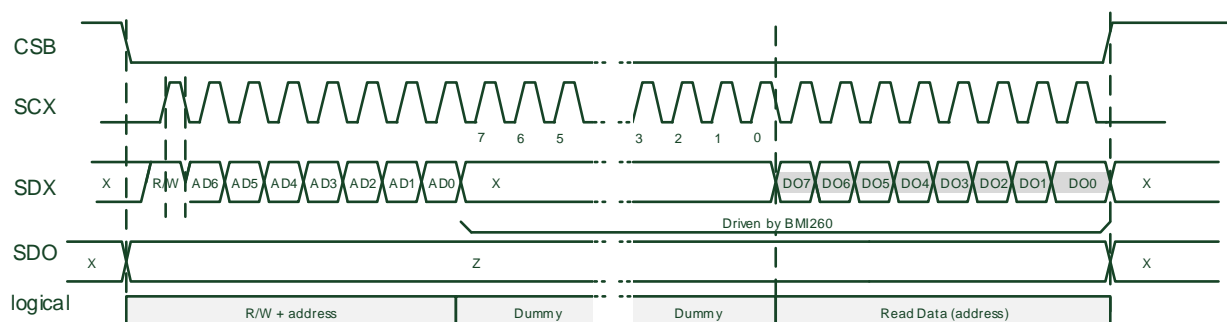 CSB
SCX
7 6 5 3 2 1 0
SDX X R/W AD6 AD5 AD4 AD3 AD2 AD1 AD0 X DO7 DO6 DO5 DO4 DO3 DO2 DO1 DO0 X
Driven by BMI260
SDO X Z X
logical R/W + address Dummy Dummy Read Data (address)